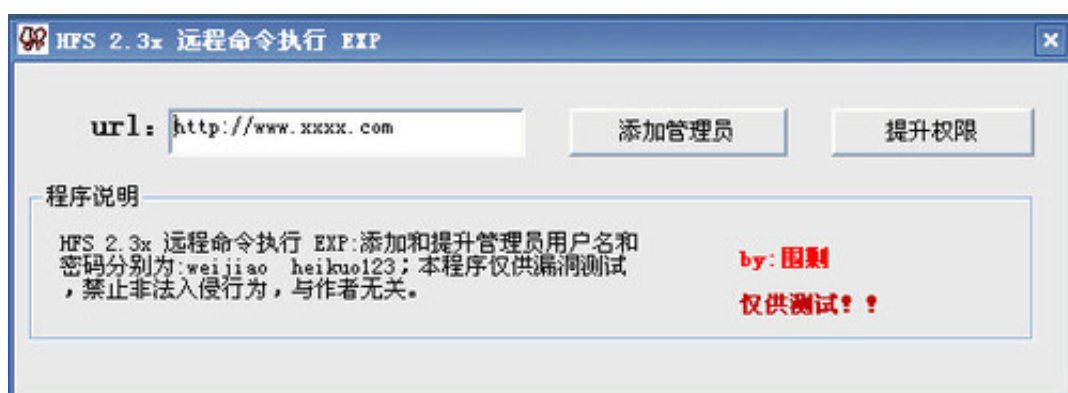 HFS 2.3x 远程命令执行 EXP
url:
http://www.xxxx.com
添加管理员
提升权限
程序说明
HFS 2.3x 远程命令执行 EXP:添加和提升管理员用户名和
密码分别为:weijiao heikuo123;本程序仅供漏洞测试
,禁止非法入侵行为,与作者无关。
by:
仅供测试!!